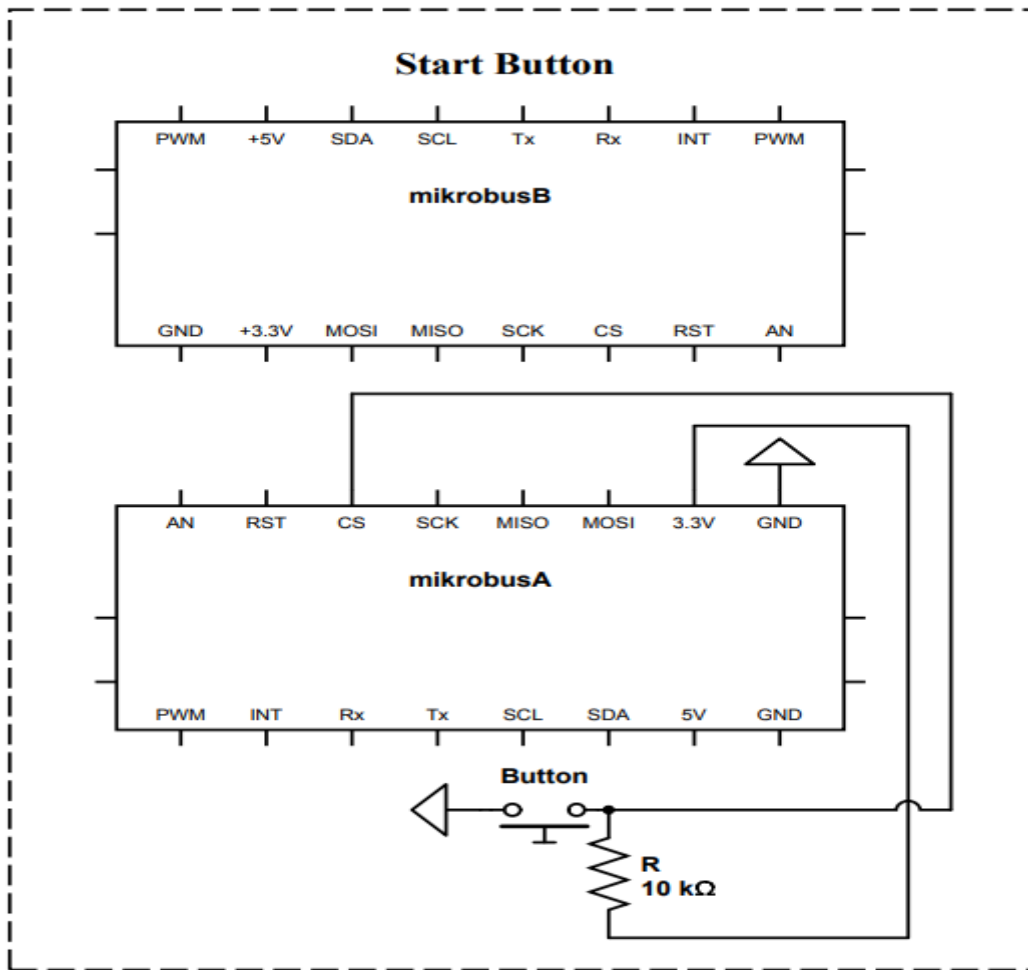 Start Button
PWM +5V SDA SCL Tx Rx INT PWM
mikrobusB
GND +3.3V MOSI MISO SCK CS RST AN
AN RST CS SCK MISO MOSI 3.3V GND
mikrobusA
PWM INT Rx Tx SCL SDA 5V GND
Button
R
10 kΩ